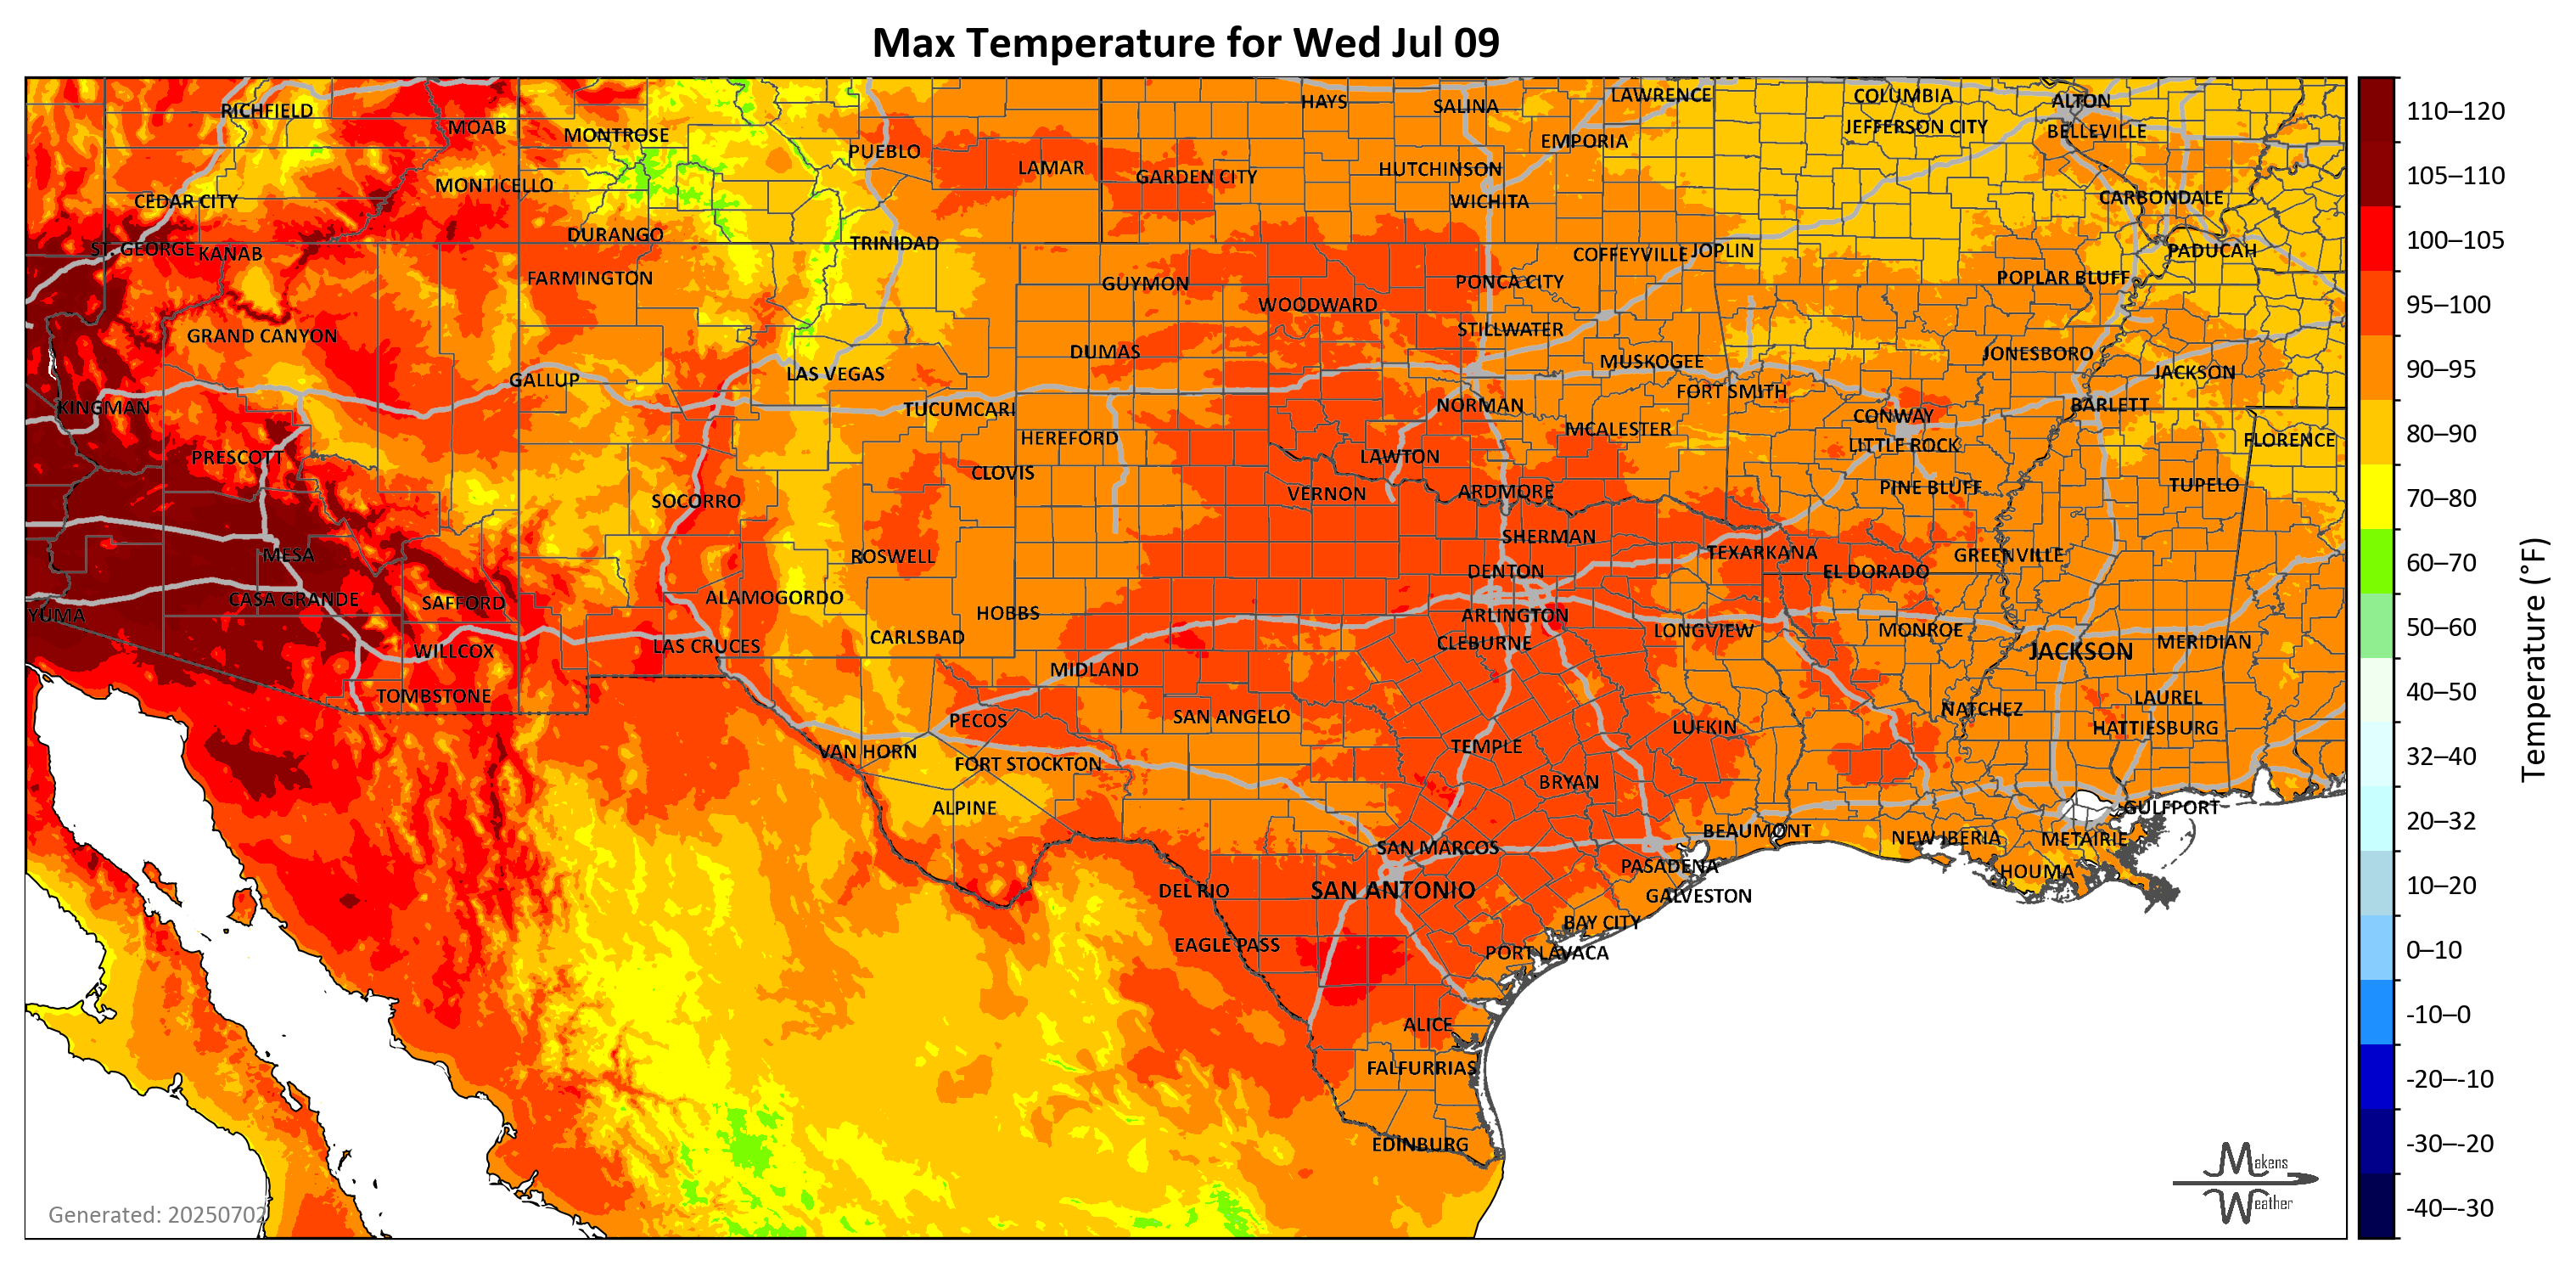 Max Temperature for Wed Jul 09
RICHFIELD
MOAB
MONTROSE
PUEBLO
LAMAR
GARDEN CITY
HAYS
SALINA
LAWRENCE
EMPORIA
HUTCHINSON
WICHITA
COLUMBIA
JEFFERSON CITY
ALTON
BELLEVILLE
CARBONDALE
PADUCAH
CEDAR CITY
MONTICELLO
ST. GEORGE
KANAB
DURANGO
TRINIDAD
FARMINGTON
GUYMON
WOODWARD
PONCA CITY
COFFEYVILLE
JOPLIN
POPLAR BLUFF
GRAND CANYON
GALLUP
LAS VEGAS
DUMAS
STILLWATER
MUSKOGEE
FORT SMITH
JONESBORO
JACKSON
KINGMAN
TUCUMCARI
HEREFORD
NORMAN
MCALESTER
CONWAY
LITTLE ROCK
BARLETT
FLORENCE
PRESCOTT
SOCORRO
CLOVIS
LAWTON
VERNON
ARDMORE
PINE BLUFF
TUPELO
MESA
ROSWELL
SHERMAN
TEXARKANA
GREENVILLE
DENTON
EL DORADO
YUMA
CASA GRANDE
SAFFORD
ALAMOGORDO
HOBBS
ARLINGTON
WILLCOX
LAS CRUCES
CARLSBAD
CLEBURNE
LONGVIEW
MONROE
JACKSON
MERIDIAN
TOMBSTONE
MIDLAND
PECOS
SAN ANGELO
NATCHEZ
LAUREL
HATTIESBURG
VAN HORN
FORT STOCKTON
TEMPLE
LUFKIN
BRYAN
ALPINE
GULFPORT
SAN MARCOS
BEAUMONT
NEW IBERIA
METAIRIE
DEL RIO
SAN ANTONIO
PASADENA
GALVESTON
HOUMA
EAGLE PASS
BAY CITY
PORT LAVACA
ALICE
FALFURRIAS
EDINBURG
Generated: 20250702
Makens
Weather
110–120
105–110
100–105
95–100
90–95
80–90
70–80
60–70
50–60
40–50
32–40
20–32
10–20
0–10
-10–0
-20–-10
-30–-20
-40–-30
Temperature (°F)